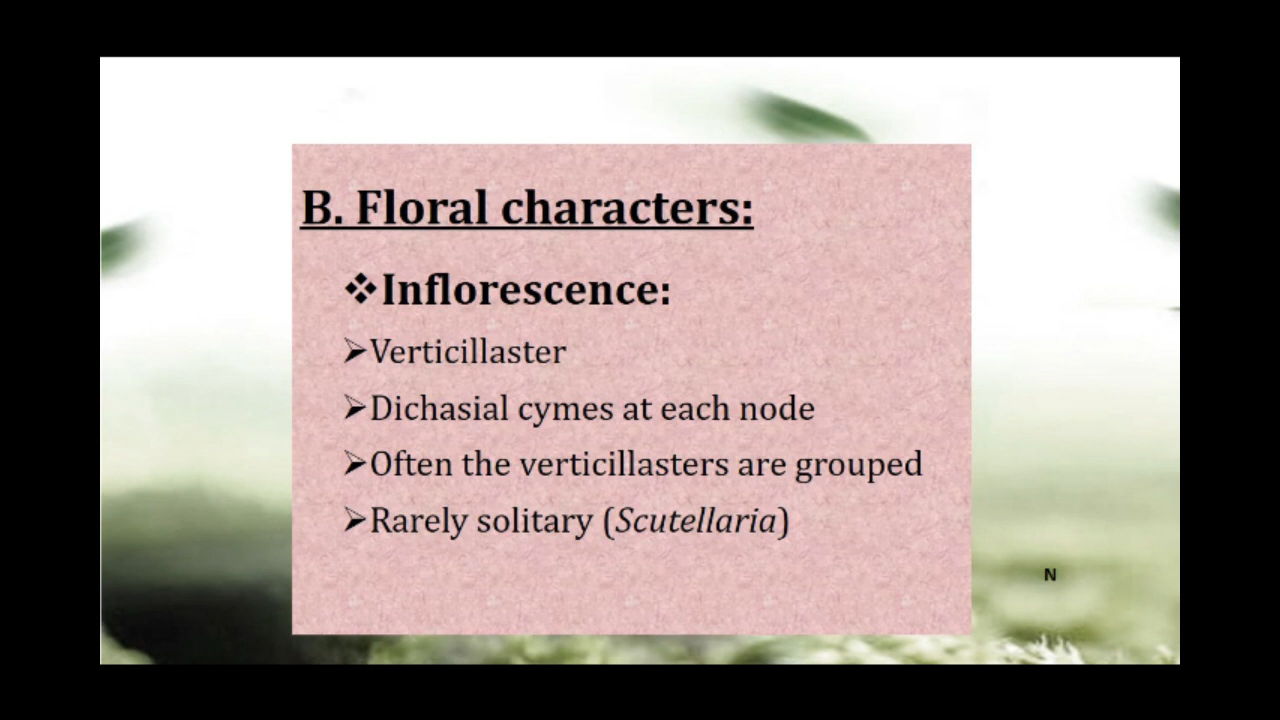 B. Floral characters:
❖Inflorescence:
➢Verticillaster
➢Dichasial cymes at each node
➢Often the verticillasters are grouped
➢Rarely solitary (Scutellaria)
N